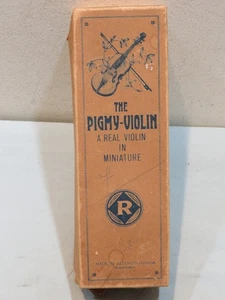 THE
PIGMY-VIOLIN
A REAL VIOLIN
IN
MINIATURE
R